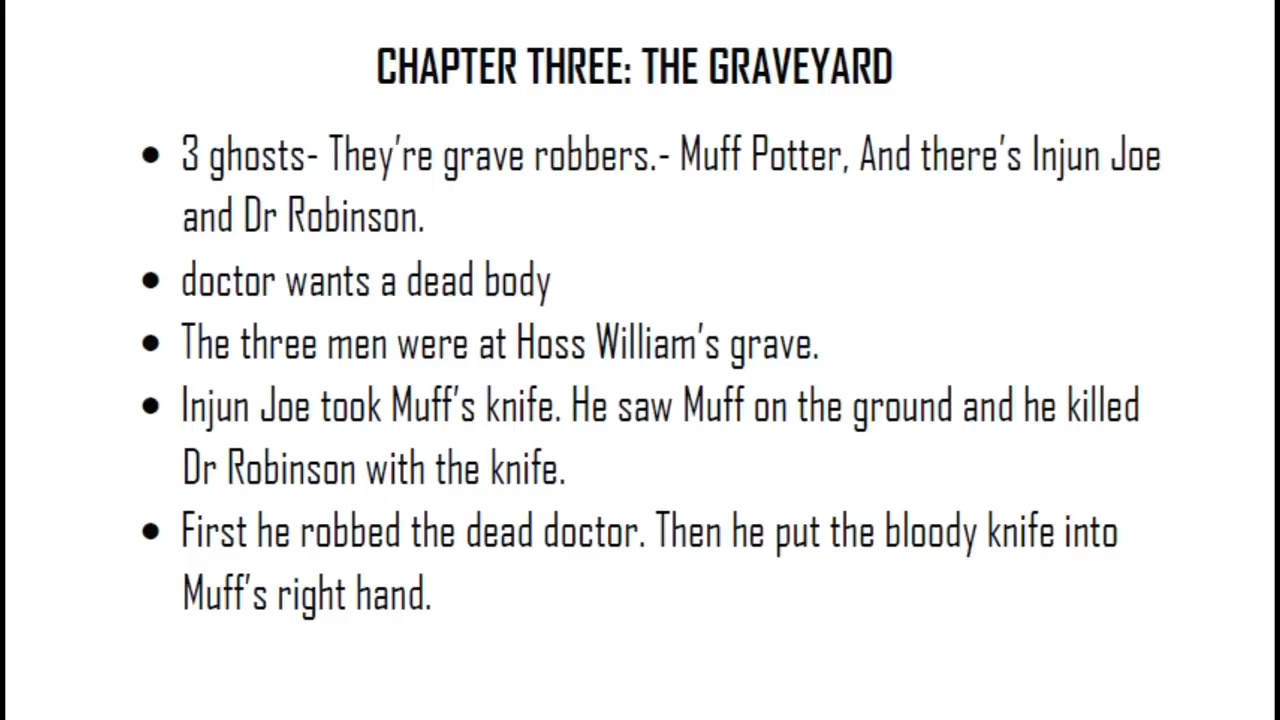 CHAPTER THREE: THE GRAVEYARD
• 3 ghosts- They're grave robbers.- Muff Potter, And there's Injun Joe
and Dr Robinson.
• doctor wants a dead body
• The three men were at Hoss William's grave.
• Injun Joe took Muff's knife. He saw Muff on the ground and he killed
Dr Robinson with the knife.
• First he robbed the dead doctor. Then he put the bloody knife into
Muff's right hand.